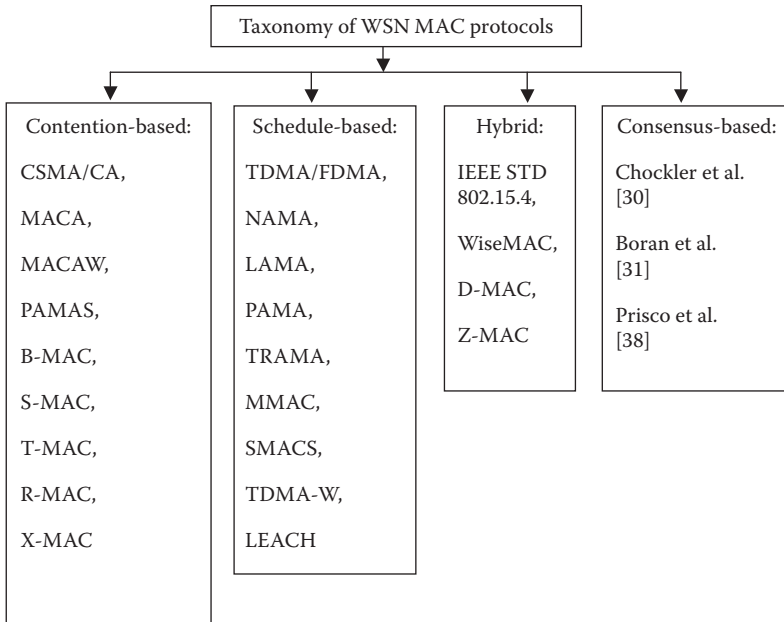 Taxonomy of WSN MAC protocols
Contention-based:
CSMA/CA,
MACA,
MACAW,
PAMAS,
B-MAC,
S-MAC,
T-MAC,
R-MAC,
X-MAC
Schedule-based:
TDMA/FDMA,
NAMA,
LAMA,
PAMA,
TRAMA,
MMAC,
SMACS,
TDMA-W,
LEACH
Hybrid:
IEEE STD
802.15.4,
WiseMAC,
D-MAC,
Z-MAC
Consensus-based:
Chockler et al.
[30]
Boran et al.
[31]
Prisco et al.
[38]